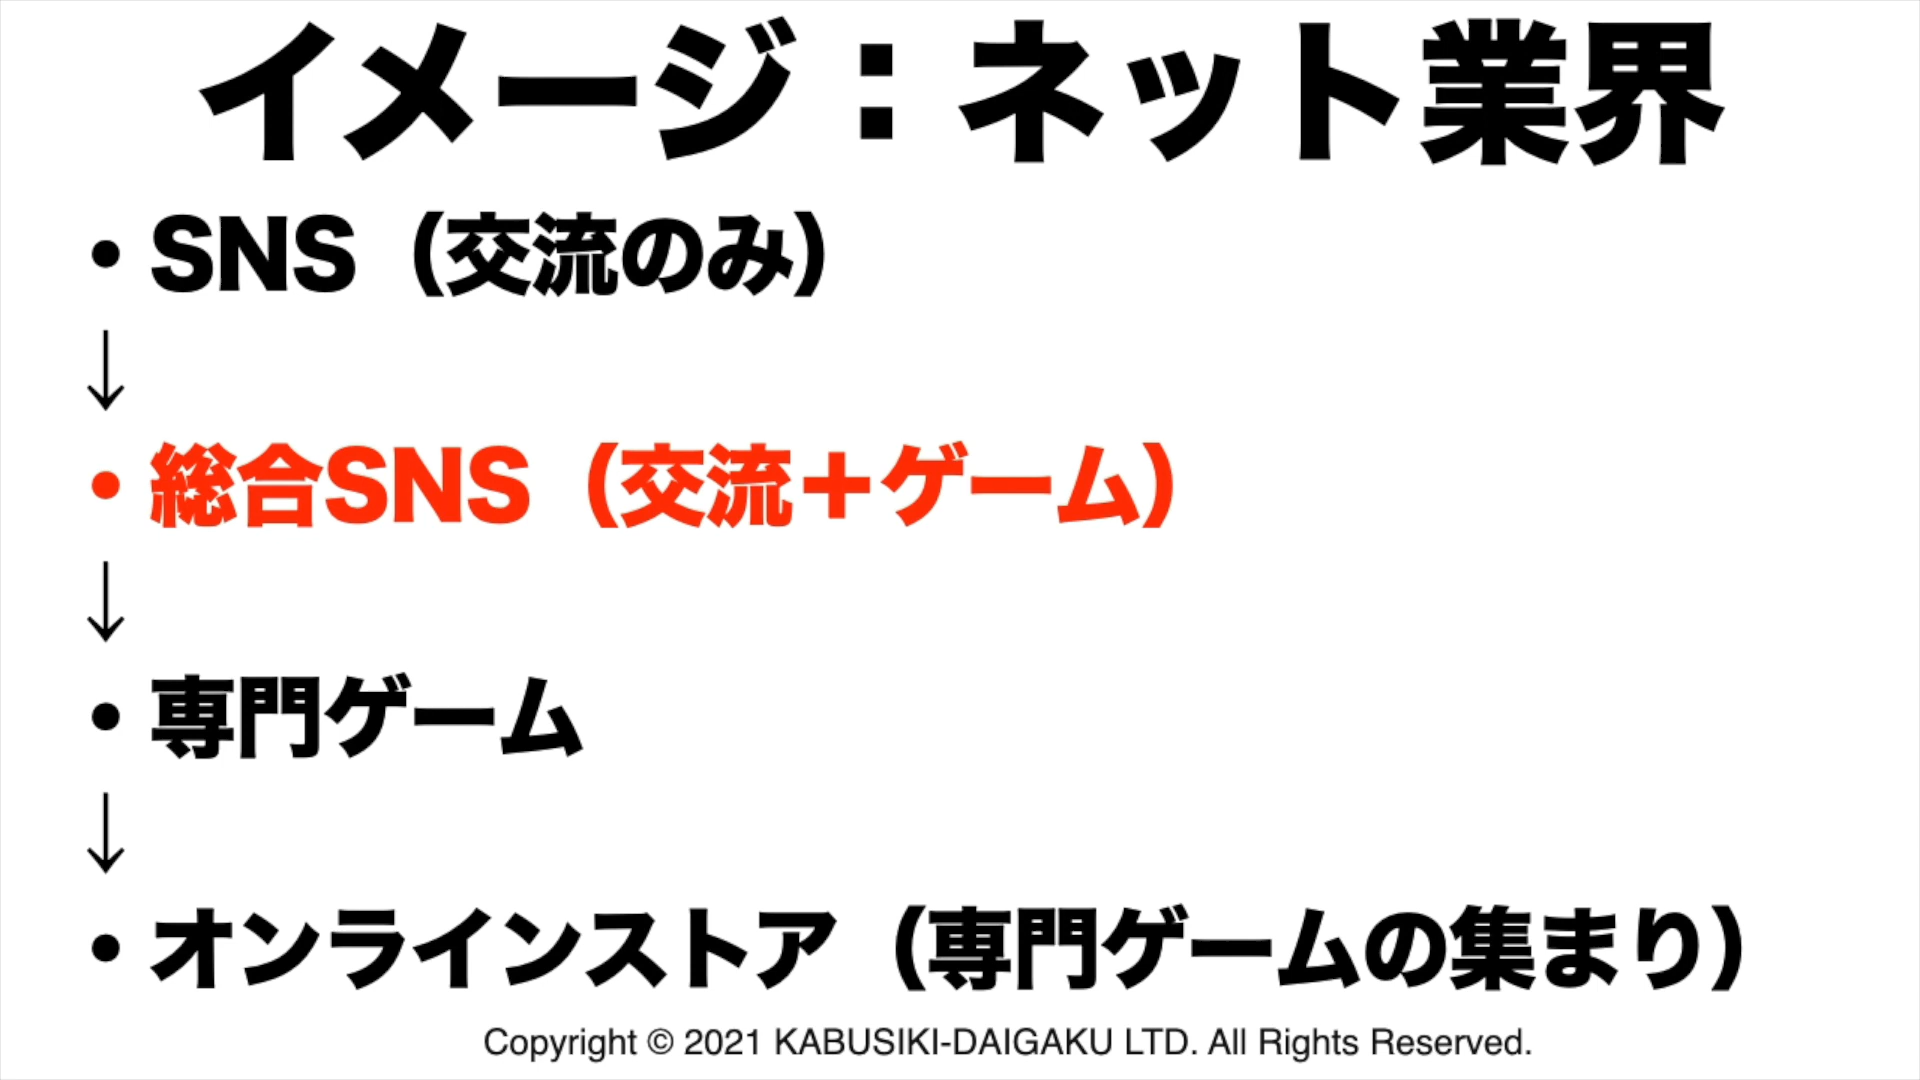 イメージ：ネット業界
• SNS（交流のみ）
↓
• 総合SNS（交流＋ゲーム）
↓
• 専門ゲーム
↓
• オンラインストア（専門ゲームの集まり）
Copyright © 2021 KABUSIKI-DAIGAKU LTD. All Rights Reserved.